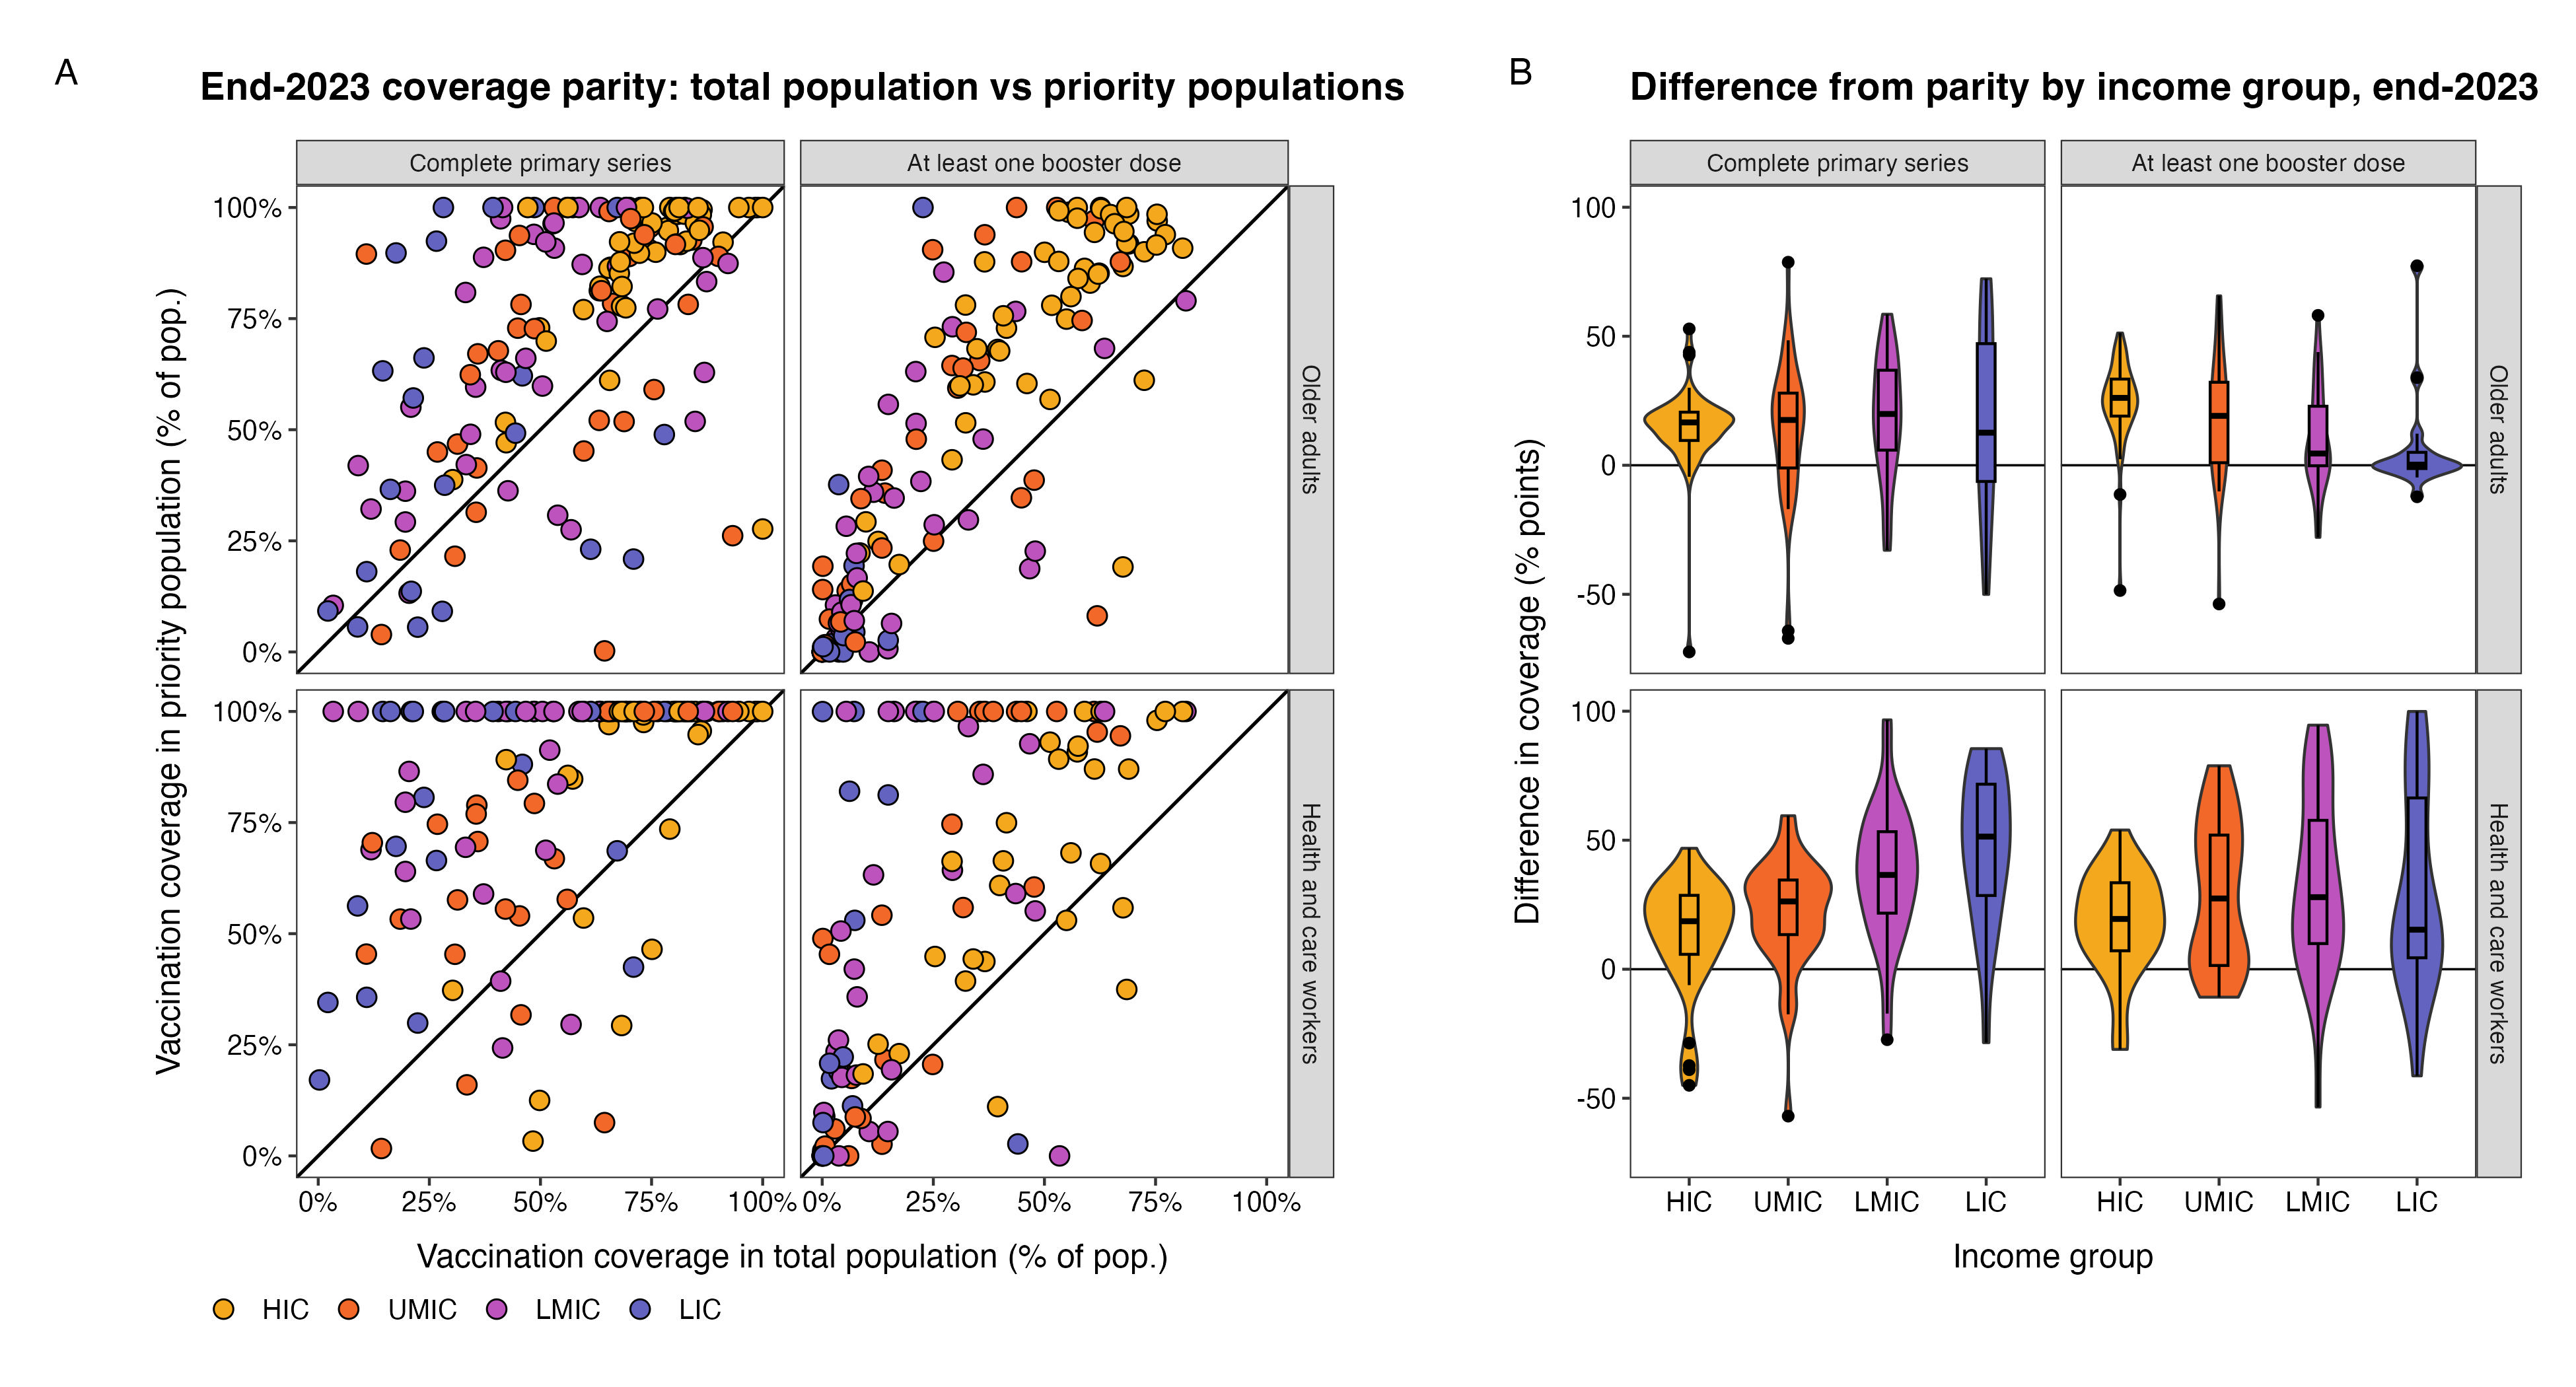 A
End-2023 coverage parity: total population vs priority populations
Complete primary series
At least one booster dose
Vaccination coverage in priority population (% of pop.)
100%
75%
50%
25%
0%
Older adults
100%
75%
50%
25%
0%
Health and care workers
0%
25%
50%
75%
100%
0%
25%
50%
75%
100%
Vaccination coverage in total population (% of pop.)
HIC
UMIC
LMIC
LIC
B
Difference from parity by income group, end-2023
Complete primary series
At least one booster dose
Difference in coverage (% points)
100
50
0
-50
Older adults
100
50
0
-50
Health and care workers
HIC
UMIC
LMIC
LIC
HIC
UMIC
LMIC
LIC
Income group